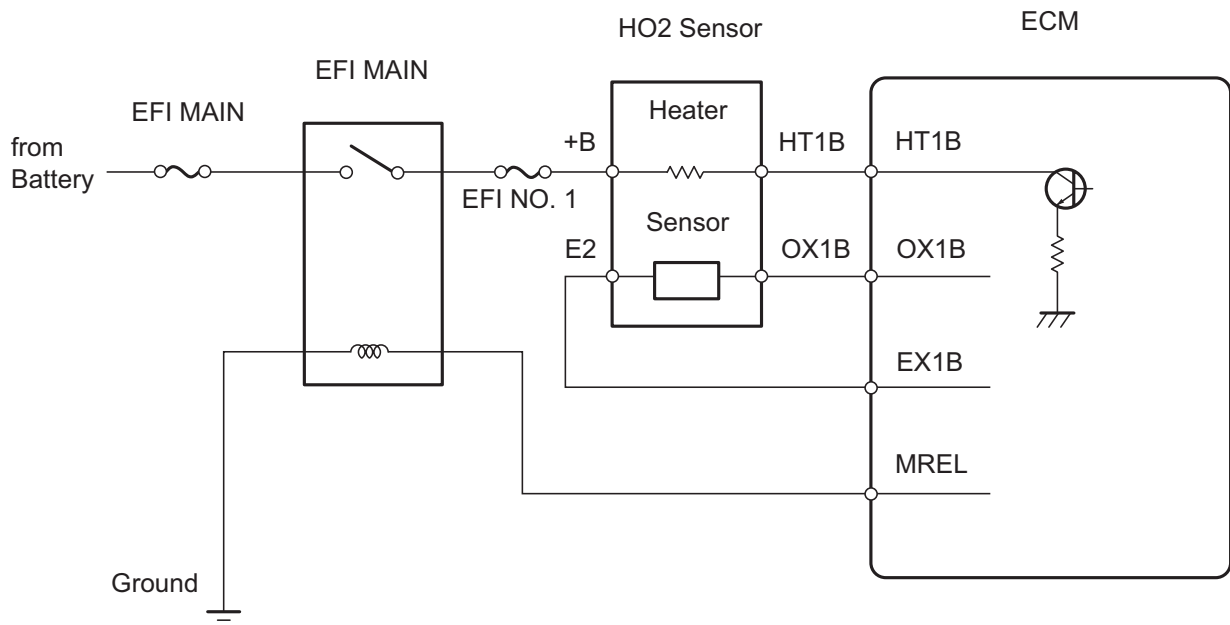 ECM
HO2 Sensor
EFI MAIN
EFI MAIN
from
Battery
Heater
+B
HT1B
HT1B
EFI NO. 1
Sensor
E2
OX1B
OX1B
EX1B
MREL
Ground